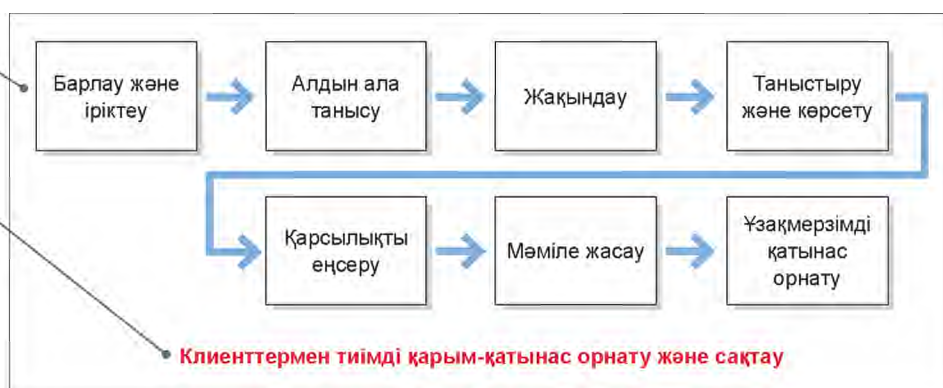 Барлау және
іріктеу
Алдын ала
танысу
Жақындау
Таныстыру
және көрсету
Қарсылықты
еңсеру
Мәміле жасау
Ұзақмерзімді
қатынас
орнату
Клиенттермен тиімді қарым-қатынас орнату және сақтау